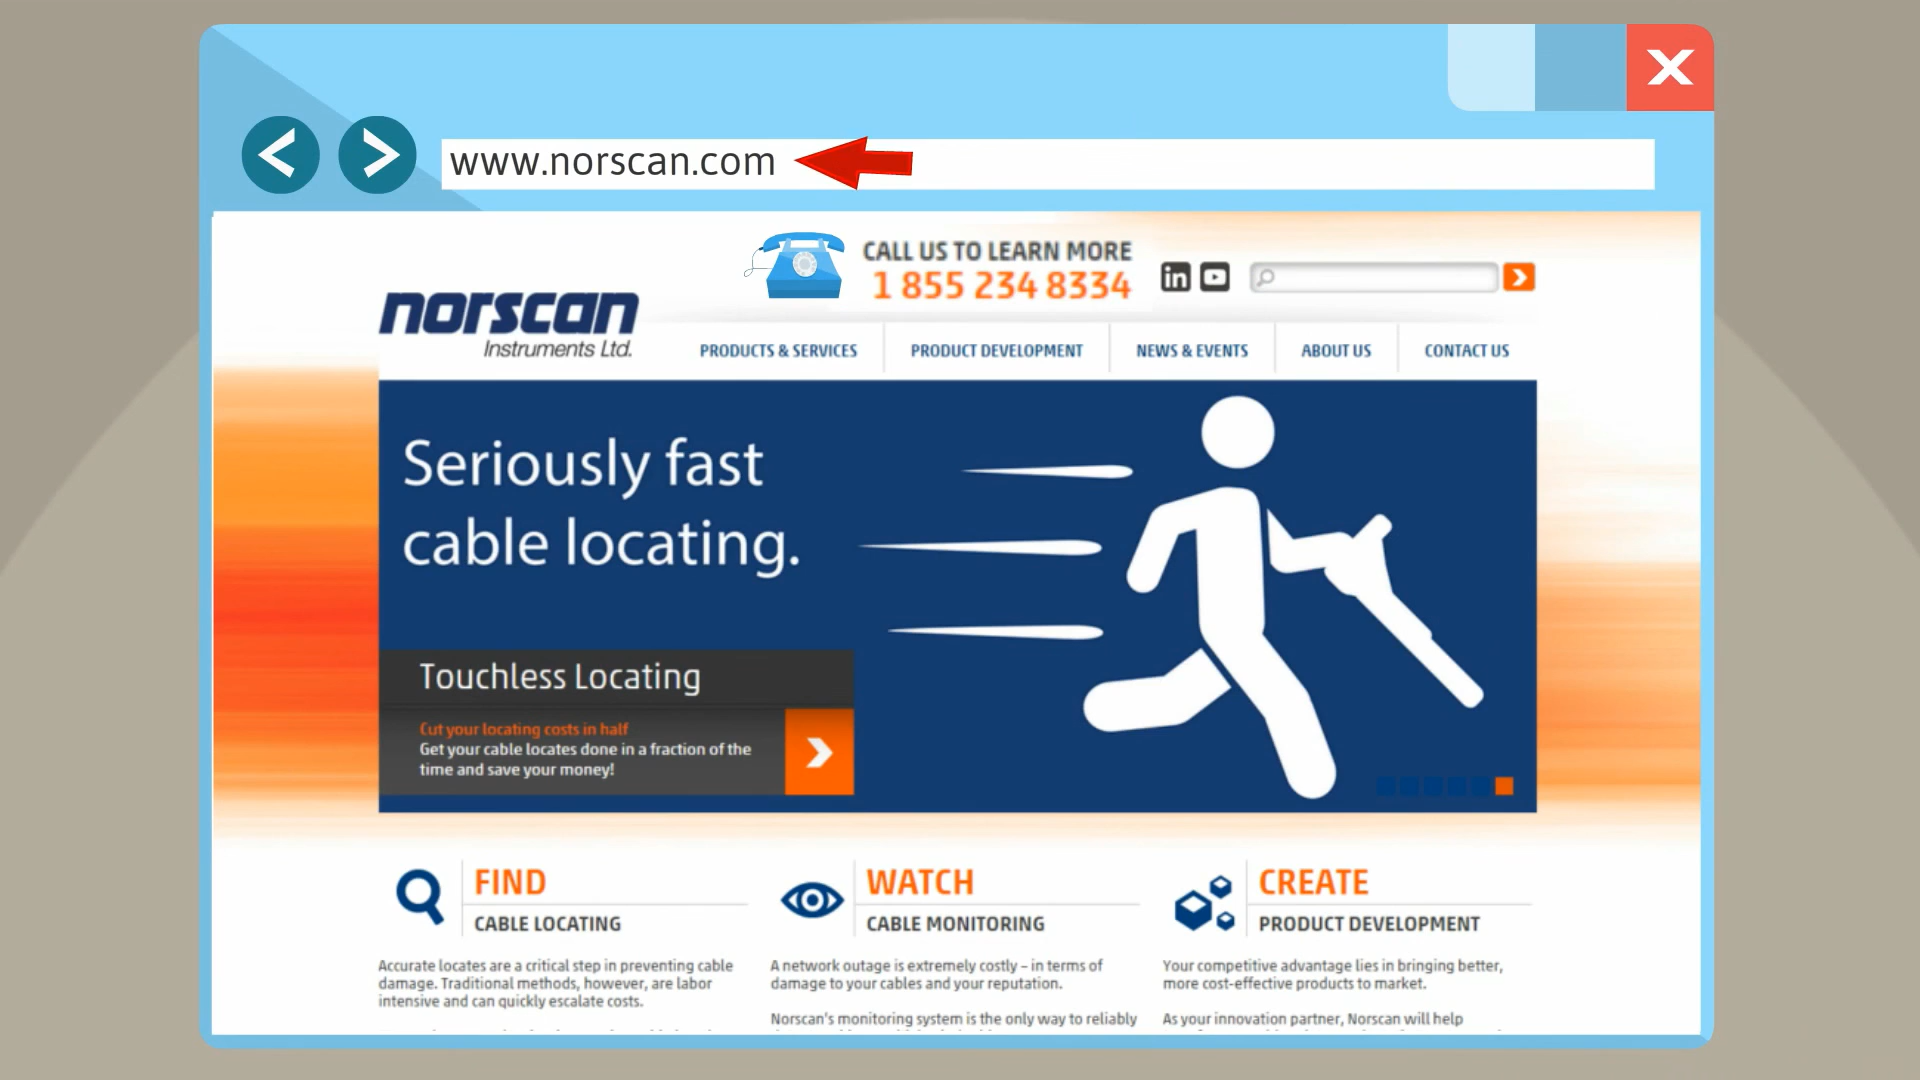 www.norscan.com
CALL US TO LEARN MORE
1 855 234 8334
in
norscan
Instruments Ltd.
PRODUCTS & SERVICES
PRODUCT DEVELOPMENT
NEWS & EVENTS
ABOUT US
CONTACT US
Seriously fast
cable locating.
Touchless Locating
Cut your locating costs in half
Get your cable locates done in a fraction of the
time and save your money!
FIND
CABLE LOCATING
Accurate locates are a critical step in preventing cable
damage. Traditional methods, however, are labor
intensive and can quickly escalate costs.
WATCH
CABLE MONITORING
A network outage is extremely costly – in terms of
damage to your cables and your reputation.
Norscan's monitoring system is the only way to reliably
CREATE
PRODUCT DEVELOPMENT
Your competitive advantage lies in bringing better,
more cost-effective products to market.
As your innovation partner, Norscan will help